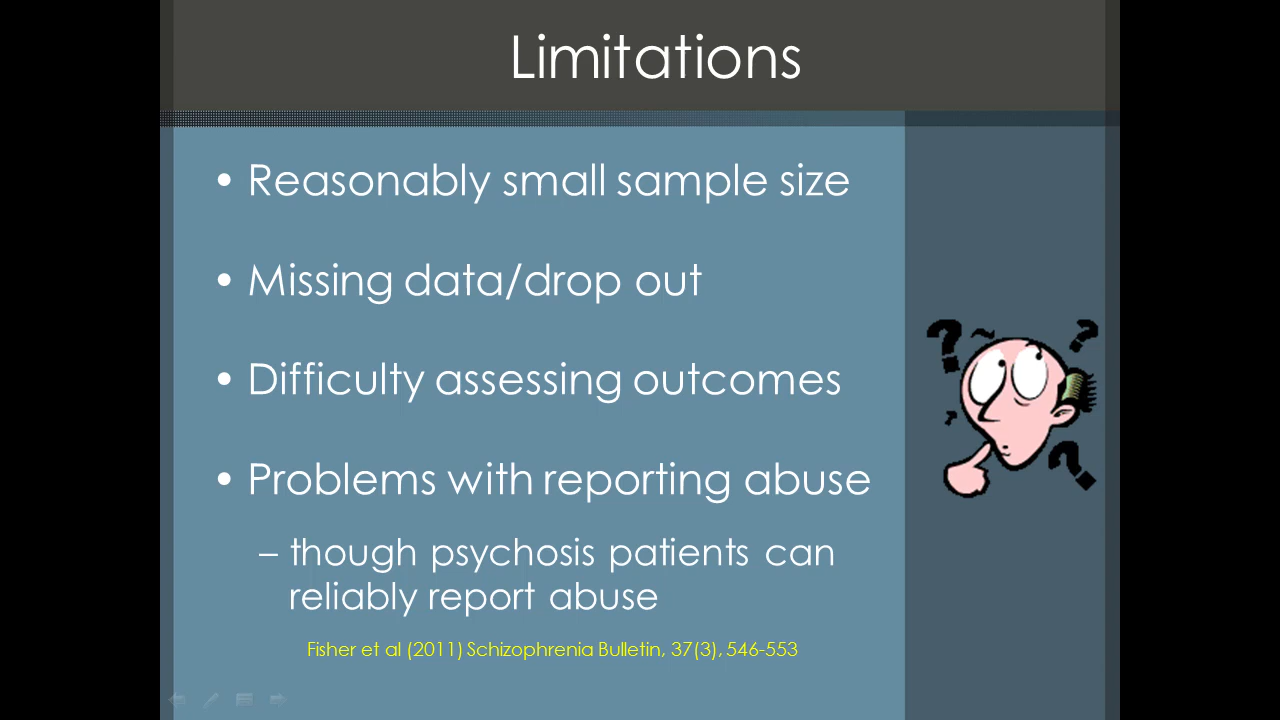 Limitations
• Reasonably small sample size
• Missing data/drop out
• Difficulty assessing outcomes
• Problems with reporting abuse
– though psychosis patients can
reliably report abuse
Fisher et al (2011) Schizophrenia Bulletin, 37(3), 546-553